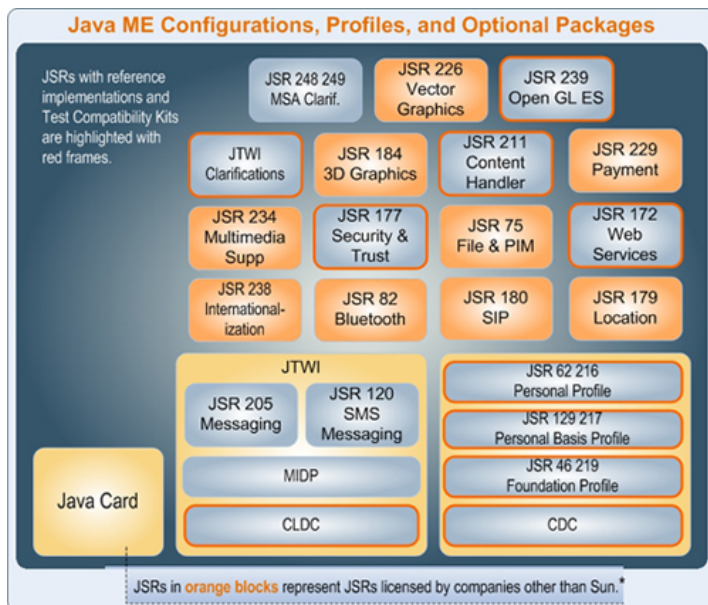 Java ME Configurations, Profiles, and Optional Packages
JSRs with reference
implementations and
Test Compatibility Kits
are highlighted with
red frames.
JSR 248 249
MSA Clarif.
JSR 226
Vector
Graphics
JSR 239
Open GL ES
JTWI
Clarifications
JSR 184
3D Graphics
JSR 211
Content
Handler
JSR 229
Payment
JSR 234
Multimedia
Supp
JSR 177
Security &
Trust
JSR 75
File & PIM
JSR 172
Web
Services
JSR 238
International-
ization
JSR 82
Bluetooth
JSR 180
SIP
JSR 179
Location
JTWI
JSR 205
Messaging
JSR 120
SMS
Messaging
MIDP
CLDC
JSR 62 216
Personal Profile
JSR 129 217
Personal Basis Profile
JSR 46 219
Foundation Profile
CDC
Java Card
JSRs in orange blocks represent JSRs licensed by companies other than Sun.*